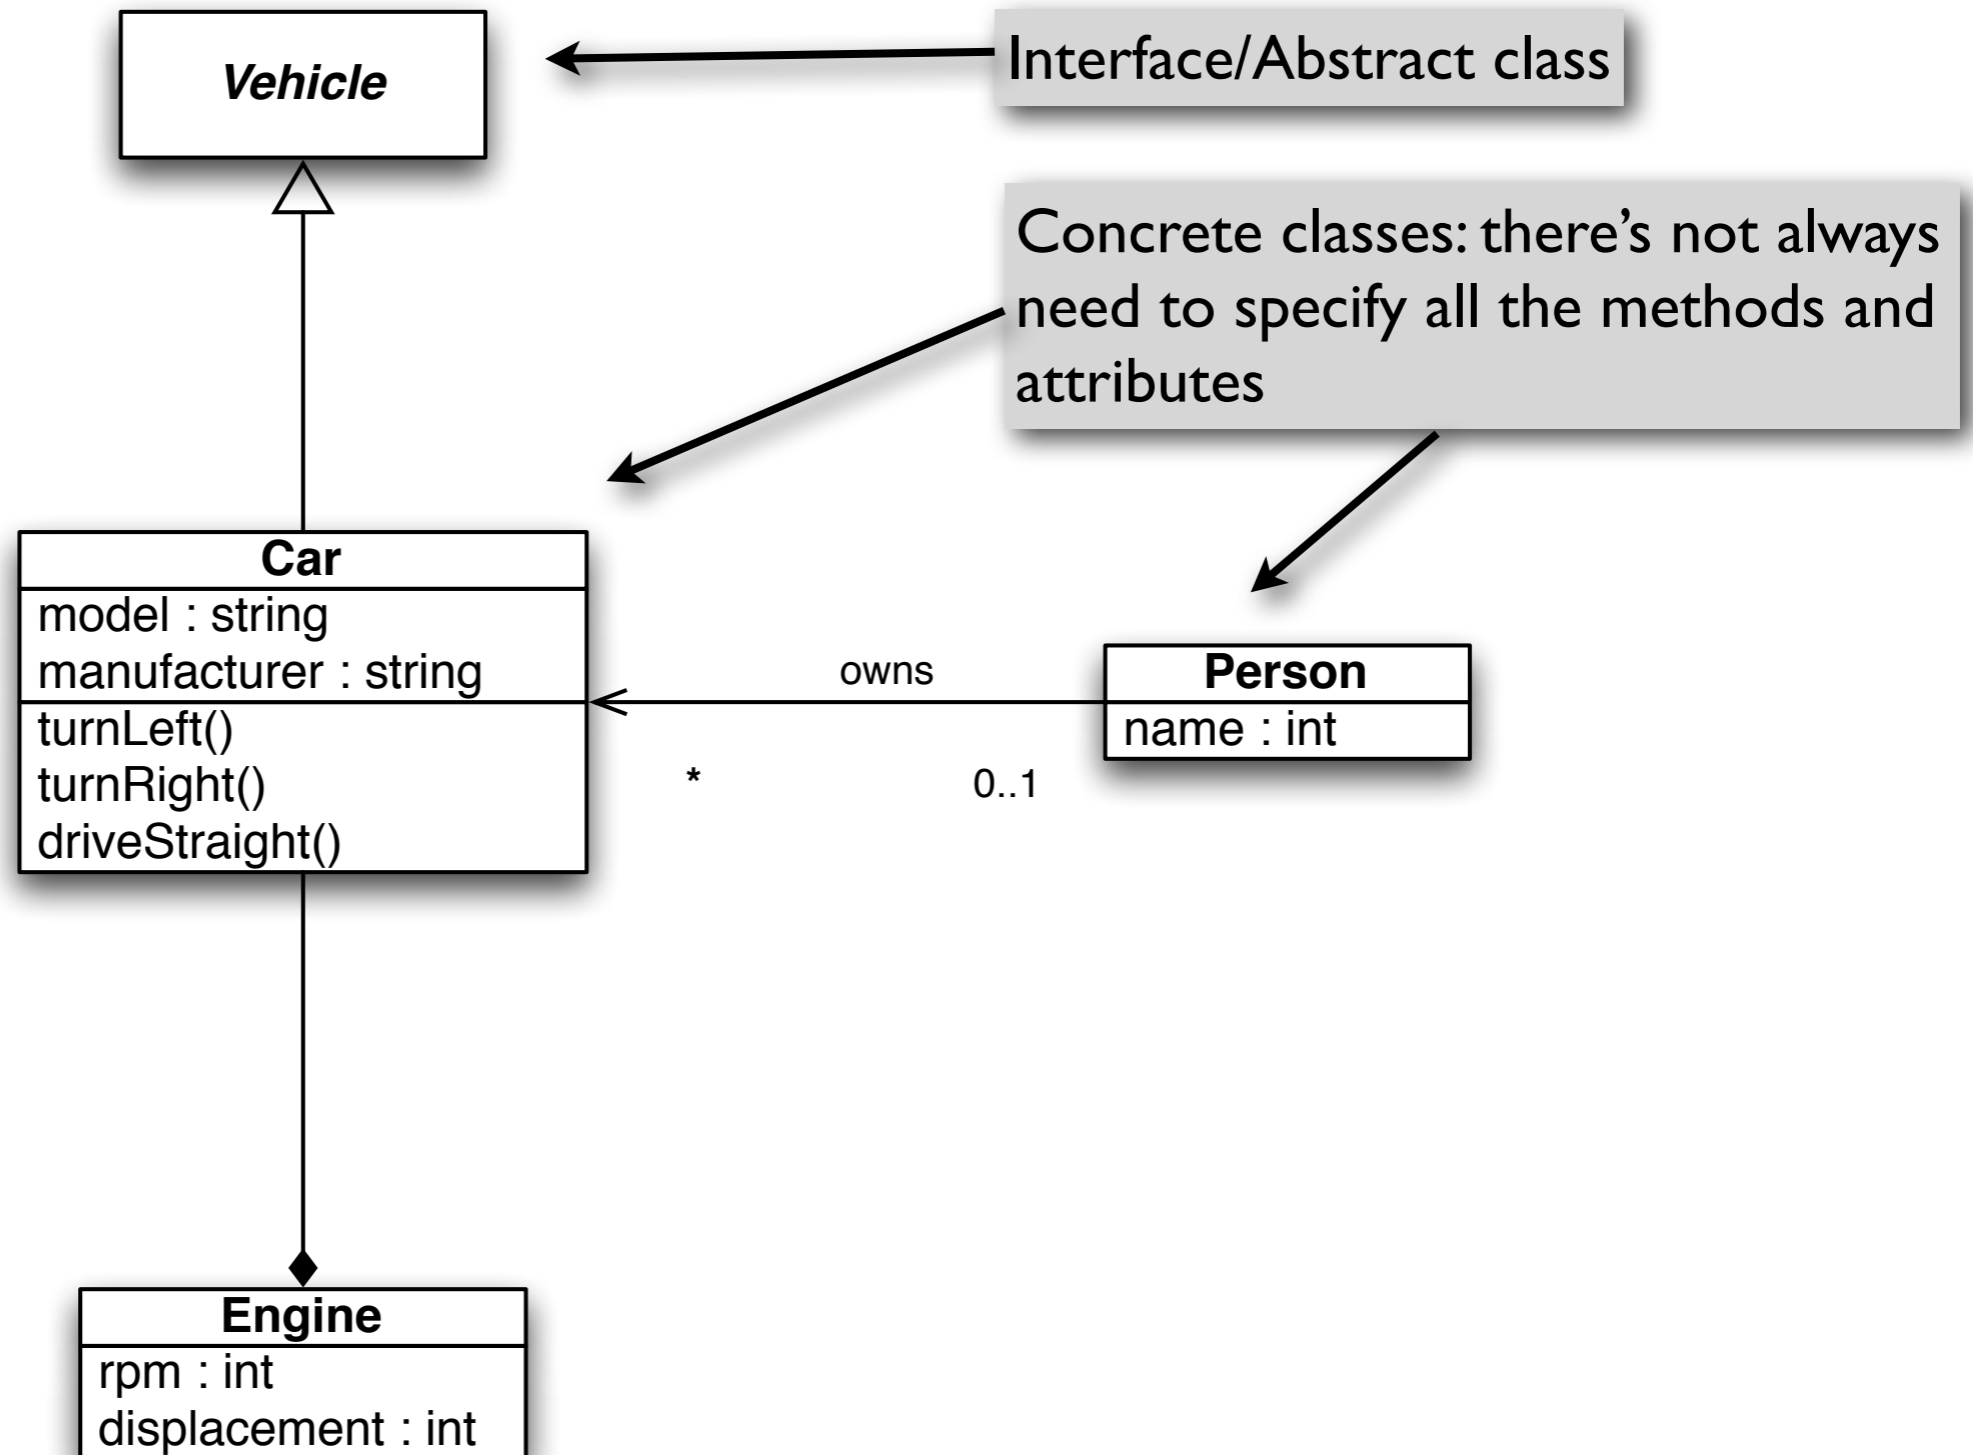 Vehicle
Interface/Abstract class
Concrete classes: there's not always
need to specify all the methods and
attributes
Car
model : string
manufacturer : string
turnLeft()
turnRight()
driveStraight()
owns
*
0..1
Person
name : int
Engine
rpm : int
displacement : int